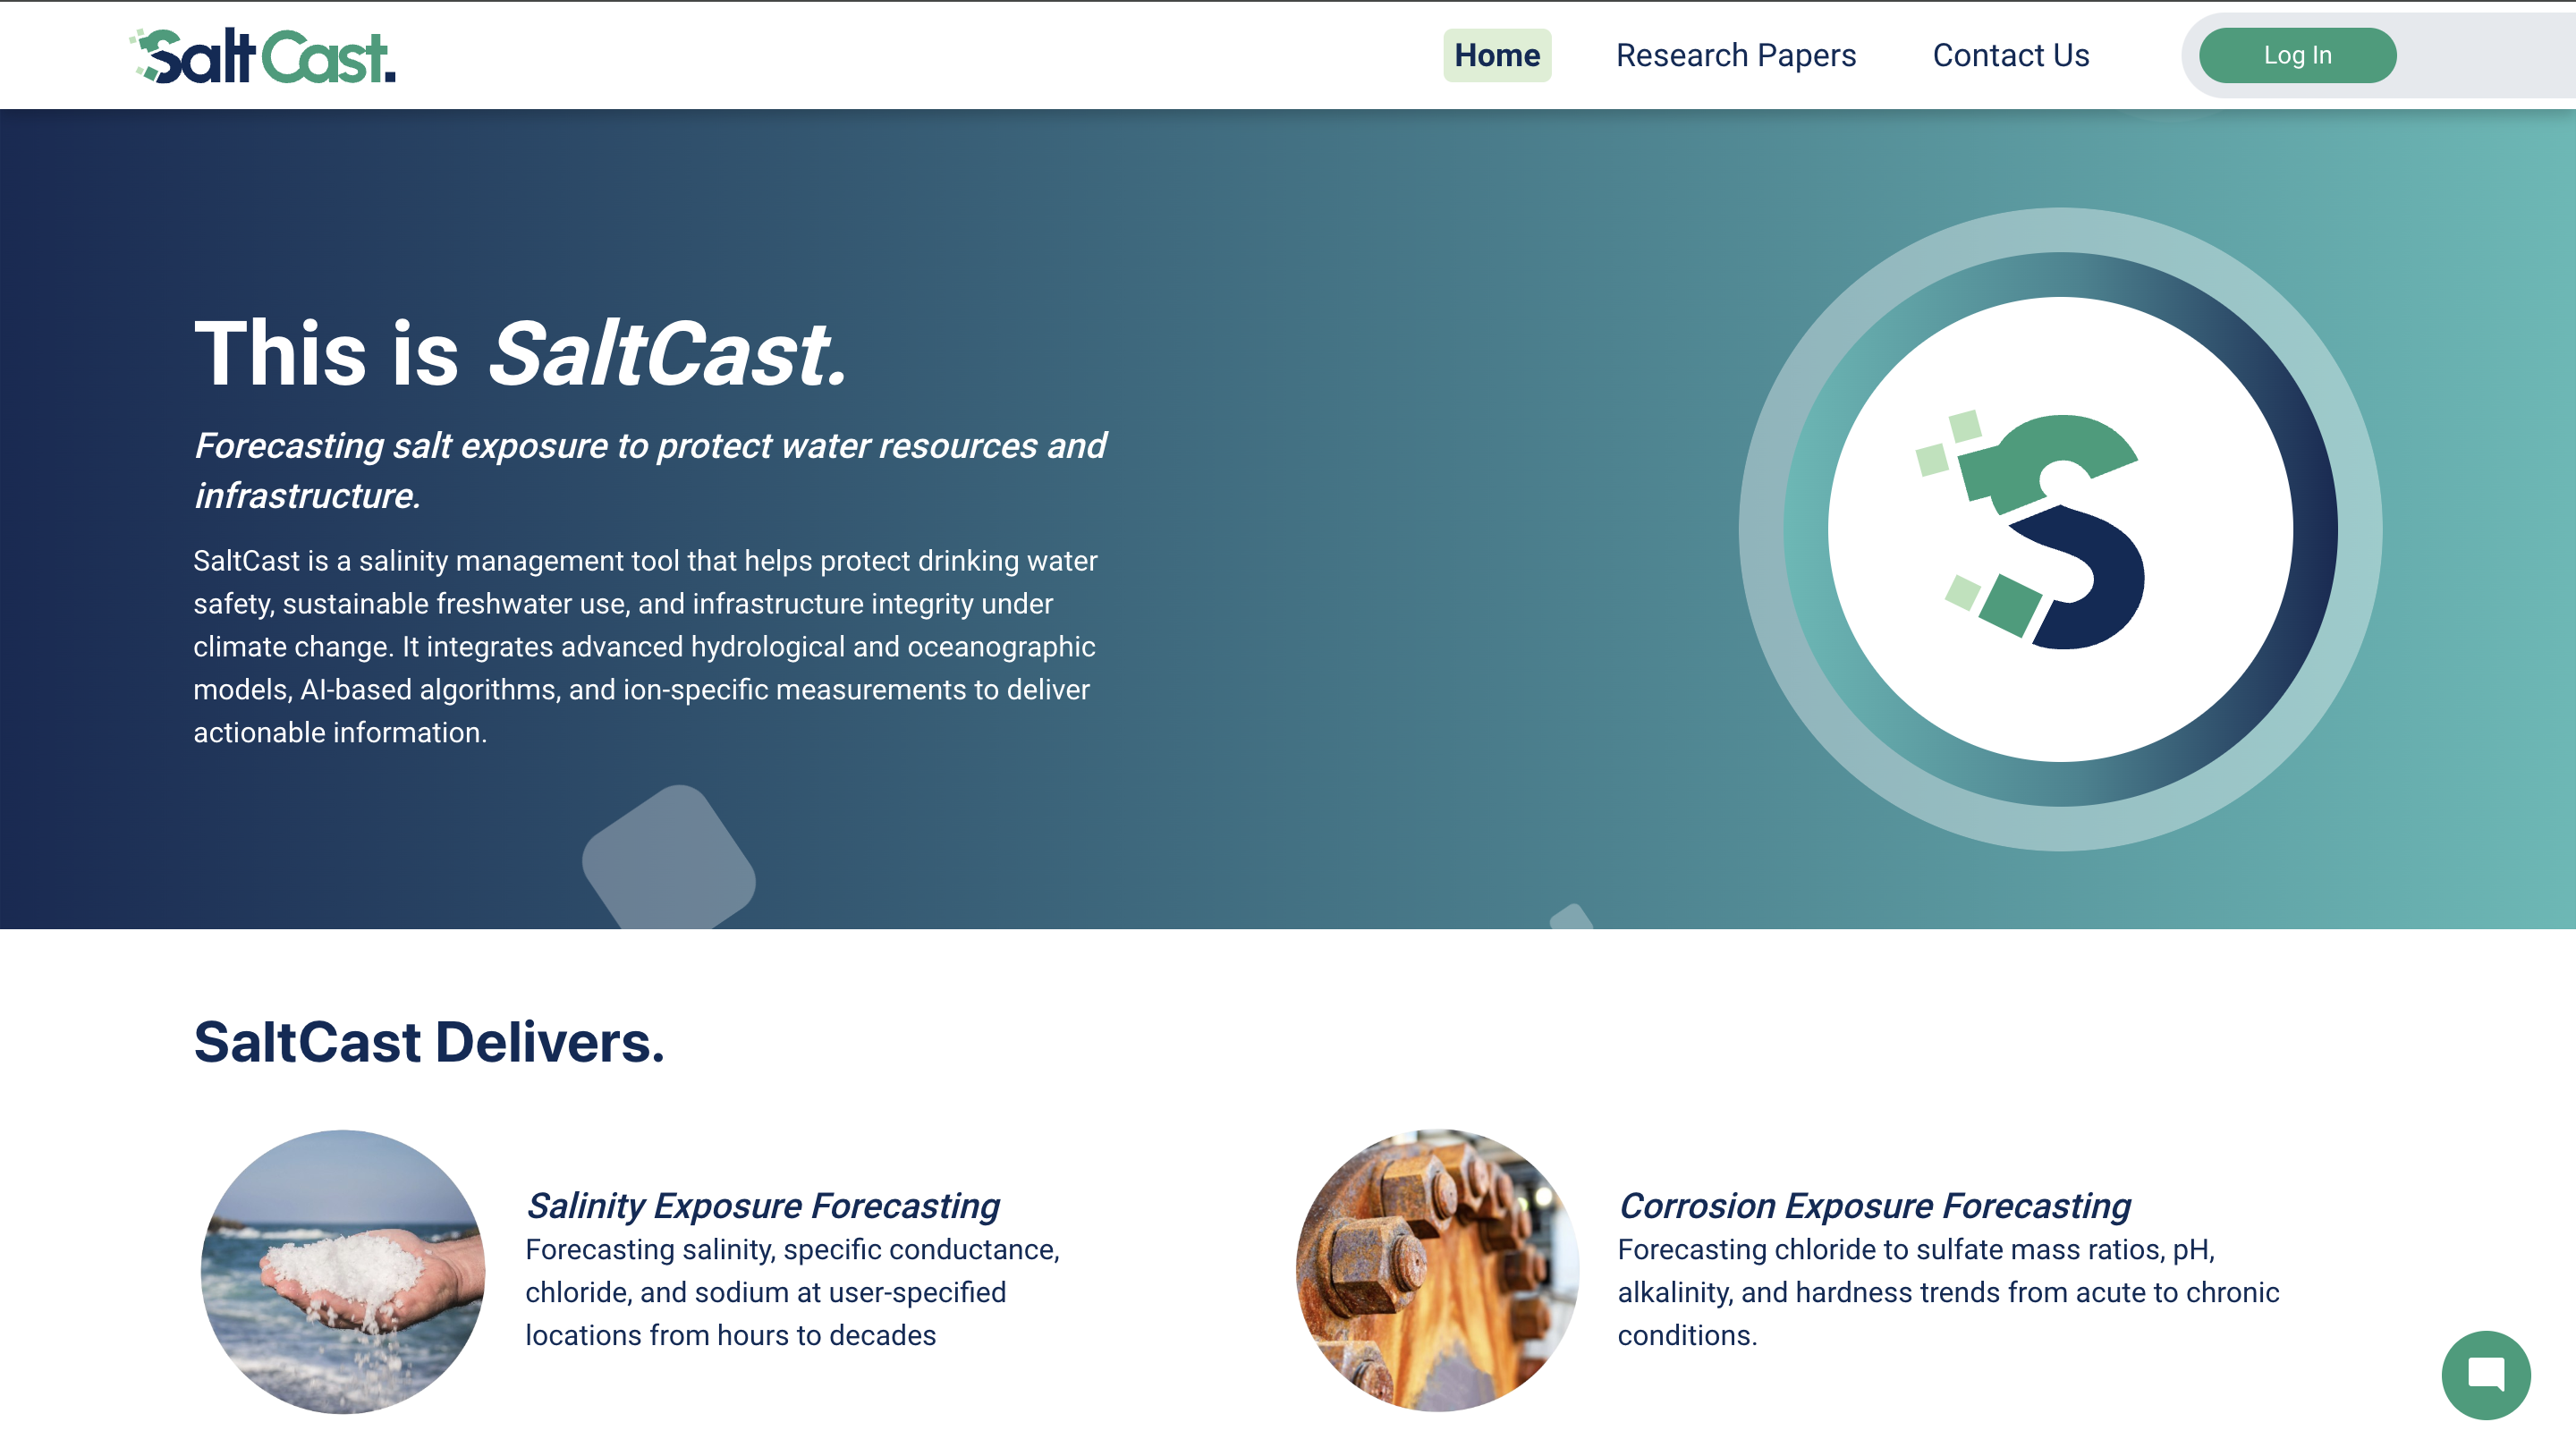 SaltCast.
Home
Research Papers
Contact Us
Log In
This is SaltCast.
Forecasting salt exposure to protect water resources and
infrastructure.
SaltCast is a salinity management tool that helps protect drinking water
safety, sustainable freshwater use, and infrastructure integrity under
climate change. It integrates advanced hydrological and oceanographic
models, AI-based algorithms, and ion-specific measurements to deliver
actionable information.
S
SaltCast Delivers.
Salinity Exposure Forecasting
Forecasting salinity, specific conductance,
chloride, and sodium at user-specified
locations from hours to decades
Corrosion Exposure Forecasting
Forecasting chloride to sulfate mass ratios, pH,
alkalinity, and hardness trends from acute to chronic
conditions.